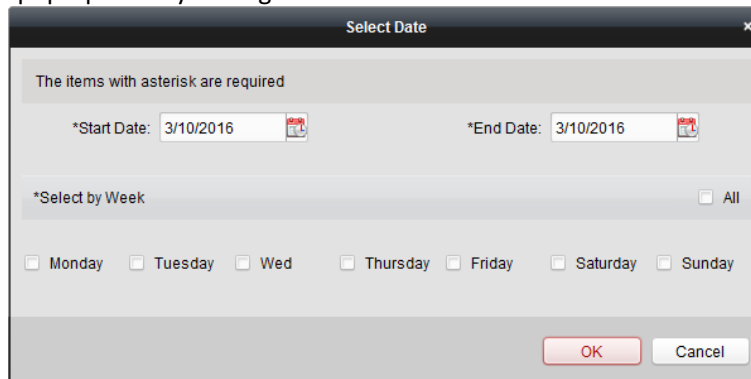 Select Date
The items with asterisk are required
*Start Date: 3/10/2016 *End Date: 3/10/2016
*Select by Week All
Monday Tuesday Wed Thursday Friday Saturday Sunday
OK Cancel